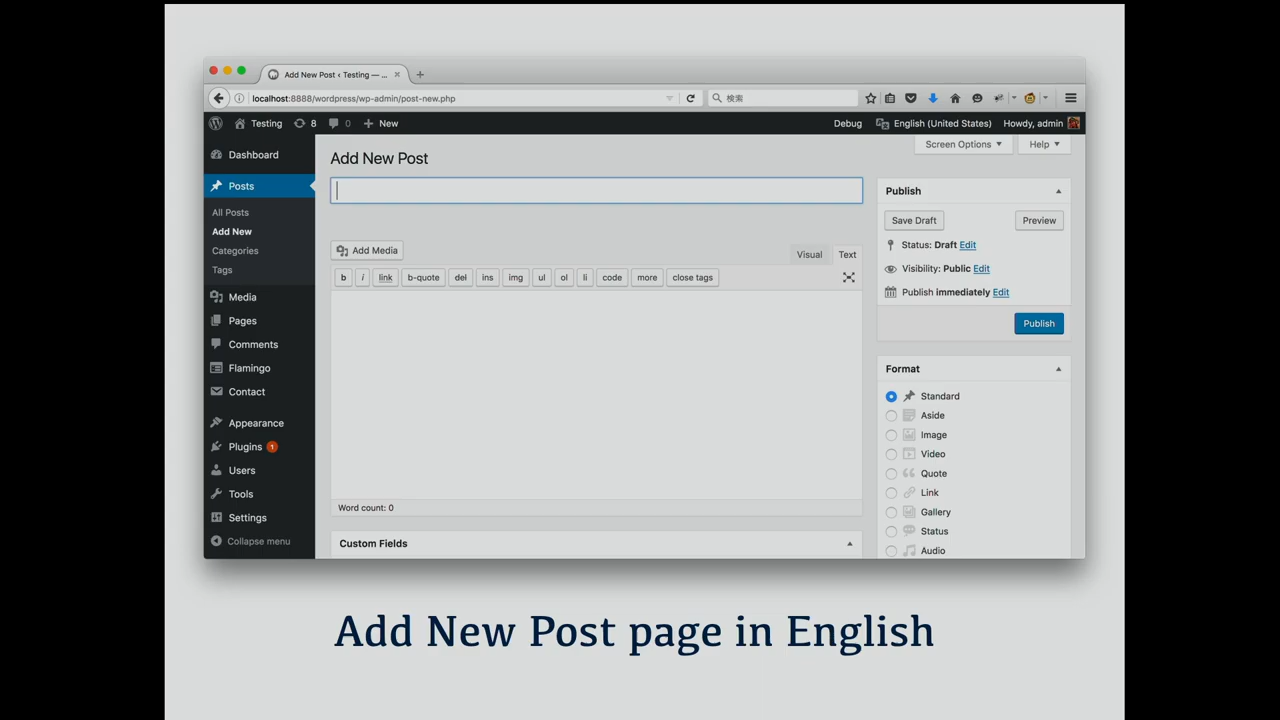 Add New Post ‹ Testing — ...
localhost:8888/wordpress/wp-admin/post-new.php
検索
Testing
8
0
New
Debug
English (United States)
Howdy, admin
Dashboard
Posts
All Posts
Add New
Categories
Tags
Media
Pages
Comments
Flamingo
Contact
Appearance
Plugins 1
Users
Tools
Settings
Collapse menu
Add New Post
Screen Options
Help
Add Media
Visual
Text
b
i
link
b-quote
del
ins
img
ul
ol
li
code
more
close tags
Word count: 0
Custom Fields
Publish
Save Draft
Preview
Status: Draft Edit
Visibility: Public Edit
Publish immediately Edit
Publish
Format
Standard
Aside
Image
Video
Quote
Link
Gallery
Status
Audio
Add New Post page in English